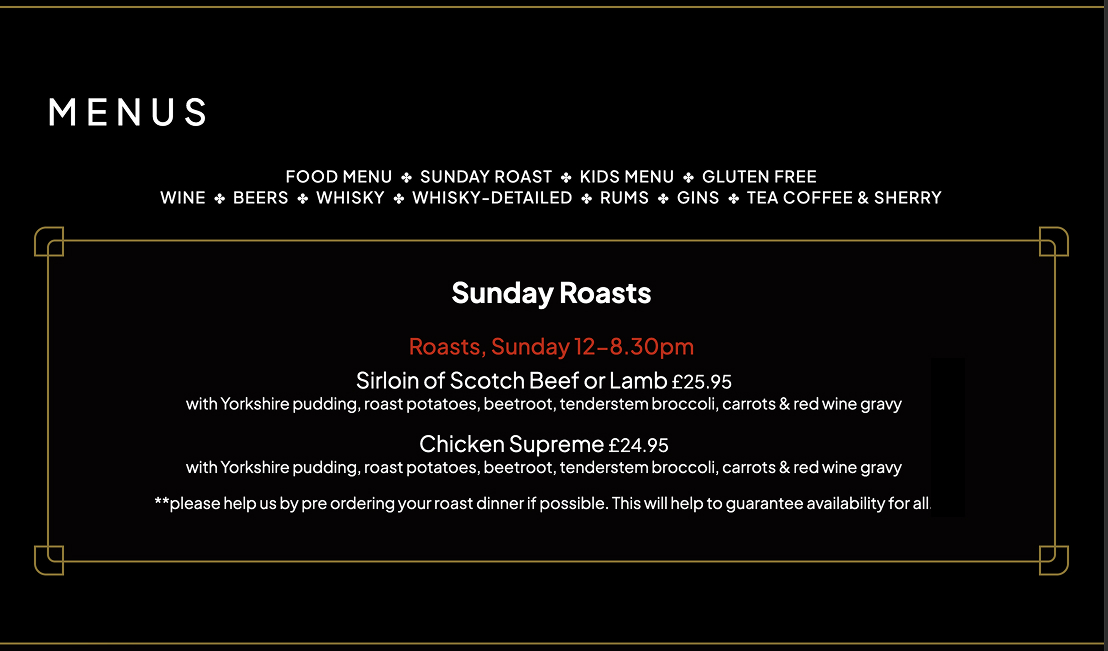 MENUS
FOOD MENU ✤ SUNDAY ROAST ✤ KIDS MENU ✤ GLUTEN FREE
WINE ✤ BEERS ✤ WHISKY ✤ WHISKY-DETAILED ✤ RUMS ✤ GINS ✤ TEA COFFEE & SHERRY
Sunday Roasts
Roasts, Sunday 12–8.30pm
Sirloin of Scotch Beef or Lamb £25.95
with Yorkshire pudding, roast potatoes, beetroot, tenderstem broccoli, carrots & red wine gravy
Chicken Supreme £24.95
with Yorkshire pudding, roast potatoes, beetroot, tenderstem broccoli, carrots & red wine gravy
**please help us by pre ordering your roast dinner if possible. This will help to guarantee availability for all.